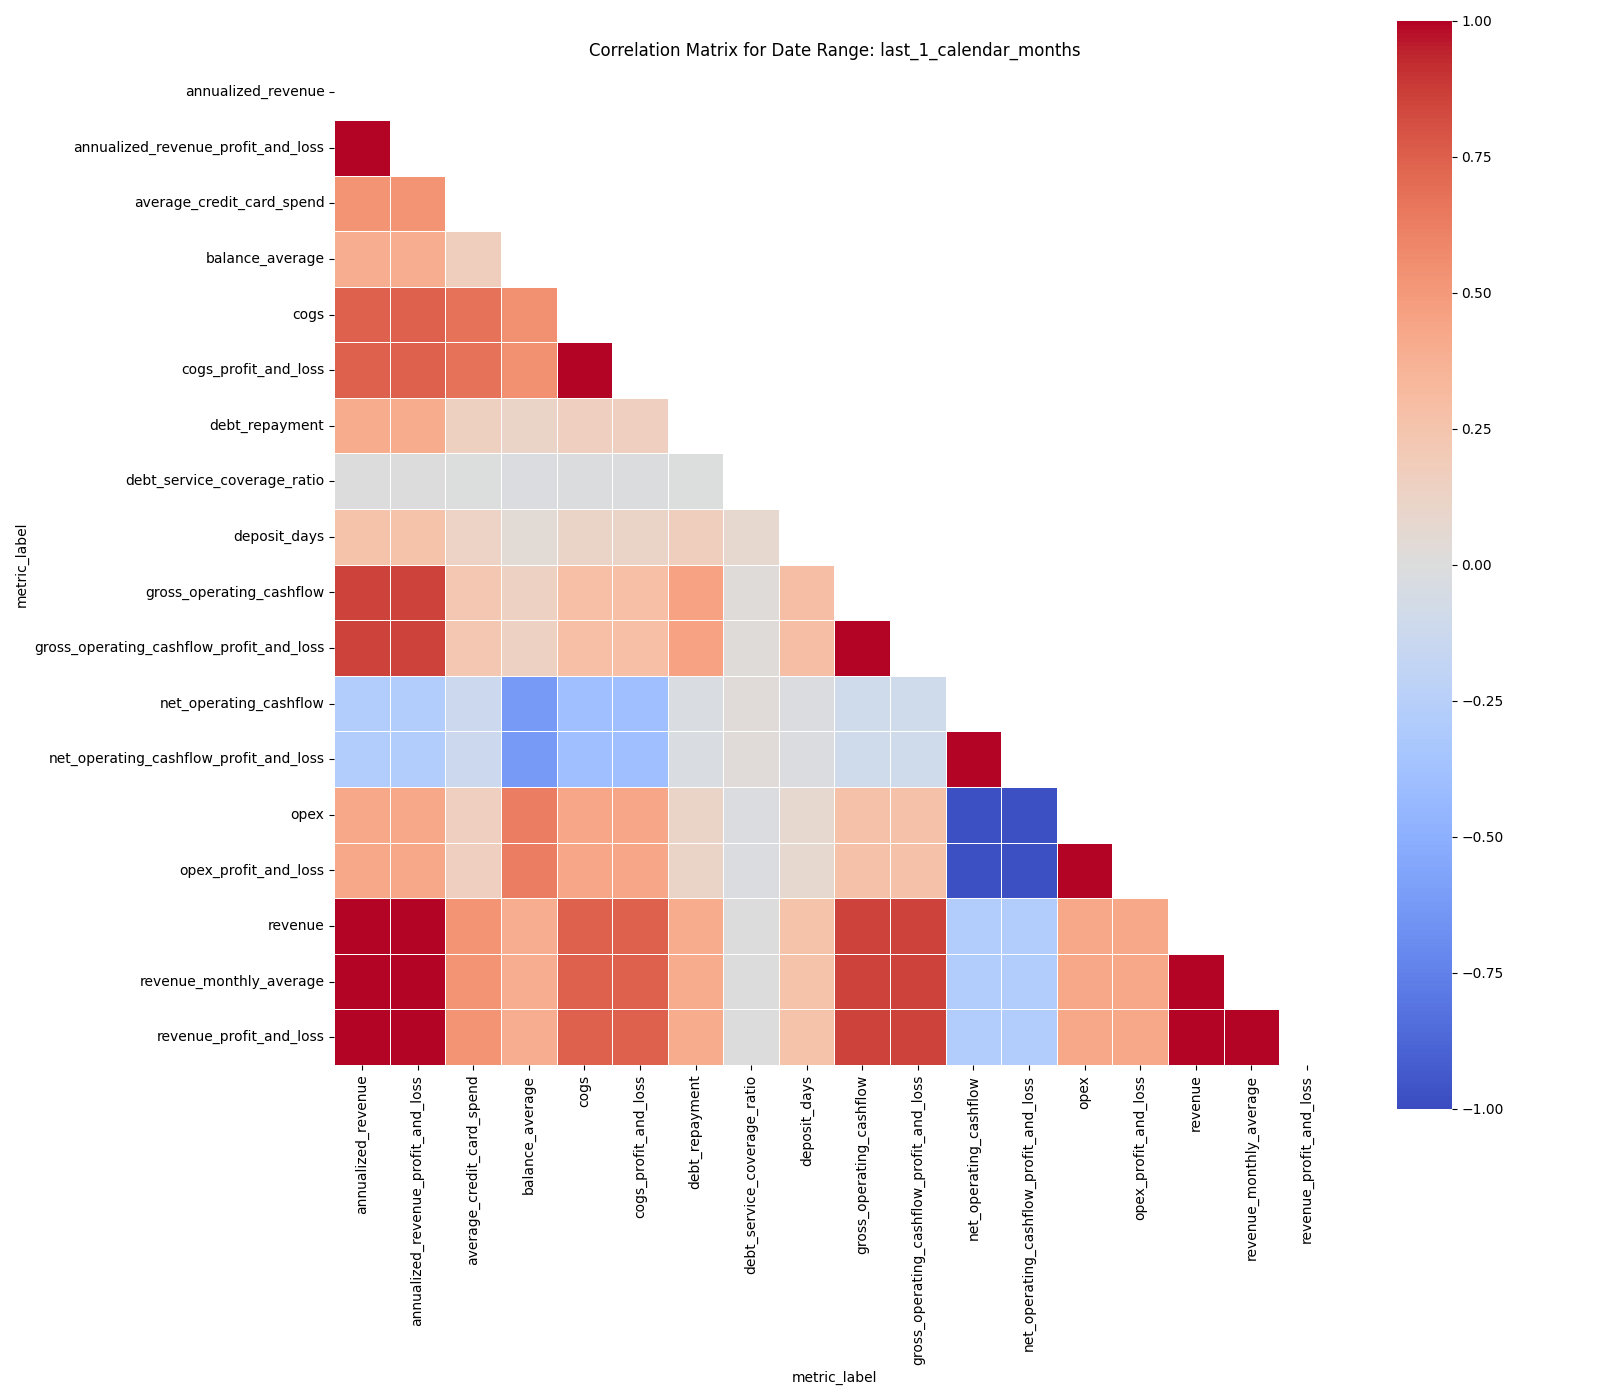 Correlation Matrix for Date Range: last_1_calendar_months
metric_label
annualized_revenue
annualized_revenue_profit_and_loss
average_credit_card_spend
balance_average
cogs
cogs_profit_and_loss
debt_repayment
debt_service_coverage_ratio
deposit_days
gross_operating_cashflow
gross_operating_cashflow_profit_and_loss
net_operating_cashflow
net_operating_cashflow_profit_and_loss
opex
opex_profit_and_loss
revenue
revenue_monthly_average
revenue_profit_and_loss
annualized_revenue
annualized_revenue_profit_and_loss
average_credit_card_spend
balance_average
cogs
cogs_profit_and_loss
debt_repayment
debt_service_coverage_ratio
deposit_days
gross_operating_cashflow
gross_operating_cashflow_profit_and_loss
net_operating_cashflow
net_operating_cashflow_profit_and_loss
opex
opex_profit_and_loss
revenue
revenue_monthly_average
revenue_profit_and_loss
metric_label
1.00
0.75
0.50
0.25
0.00
−0.25
−0.50
−0.75
−1.00